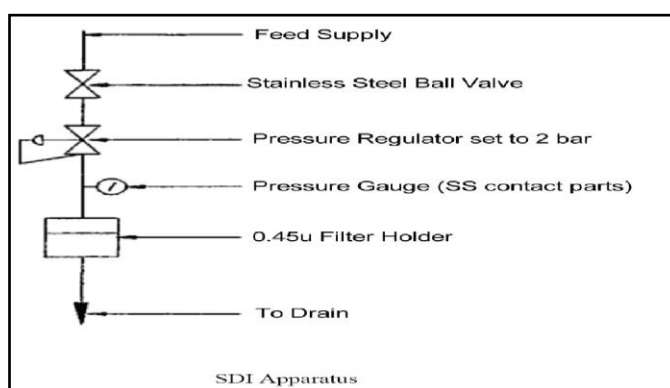 Feed Supply
Stainless Steel Ball Valve
Pressure Regulator set to 2 bar
Pressure Gauge (SS contact parts)
0.45u Filter Holder
To Drain
SDI Apparatus